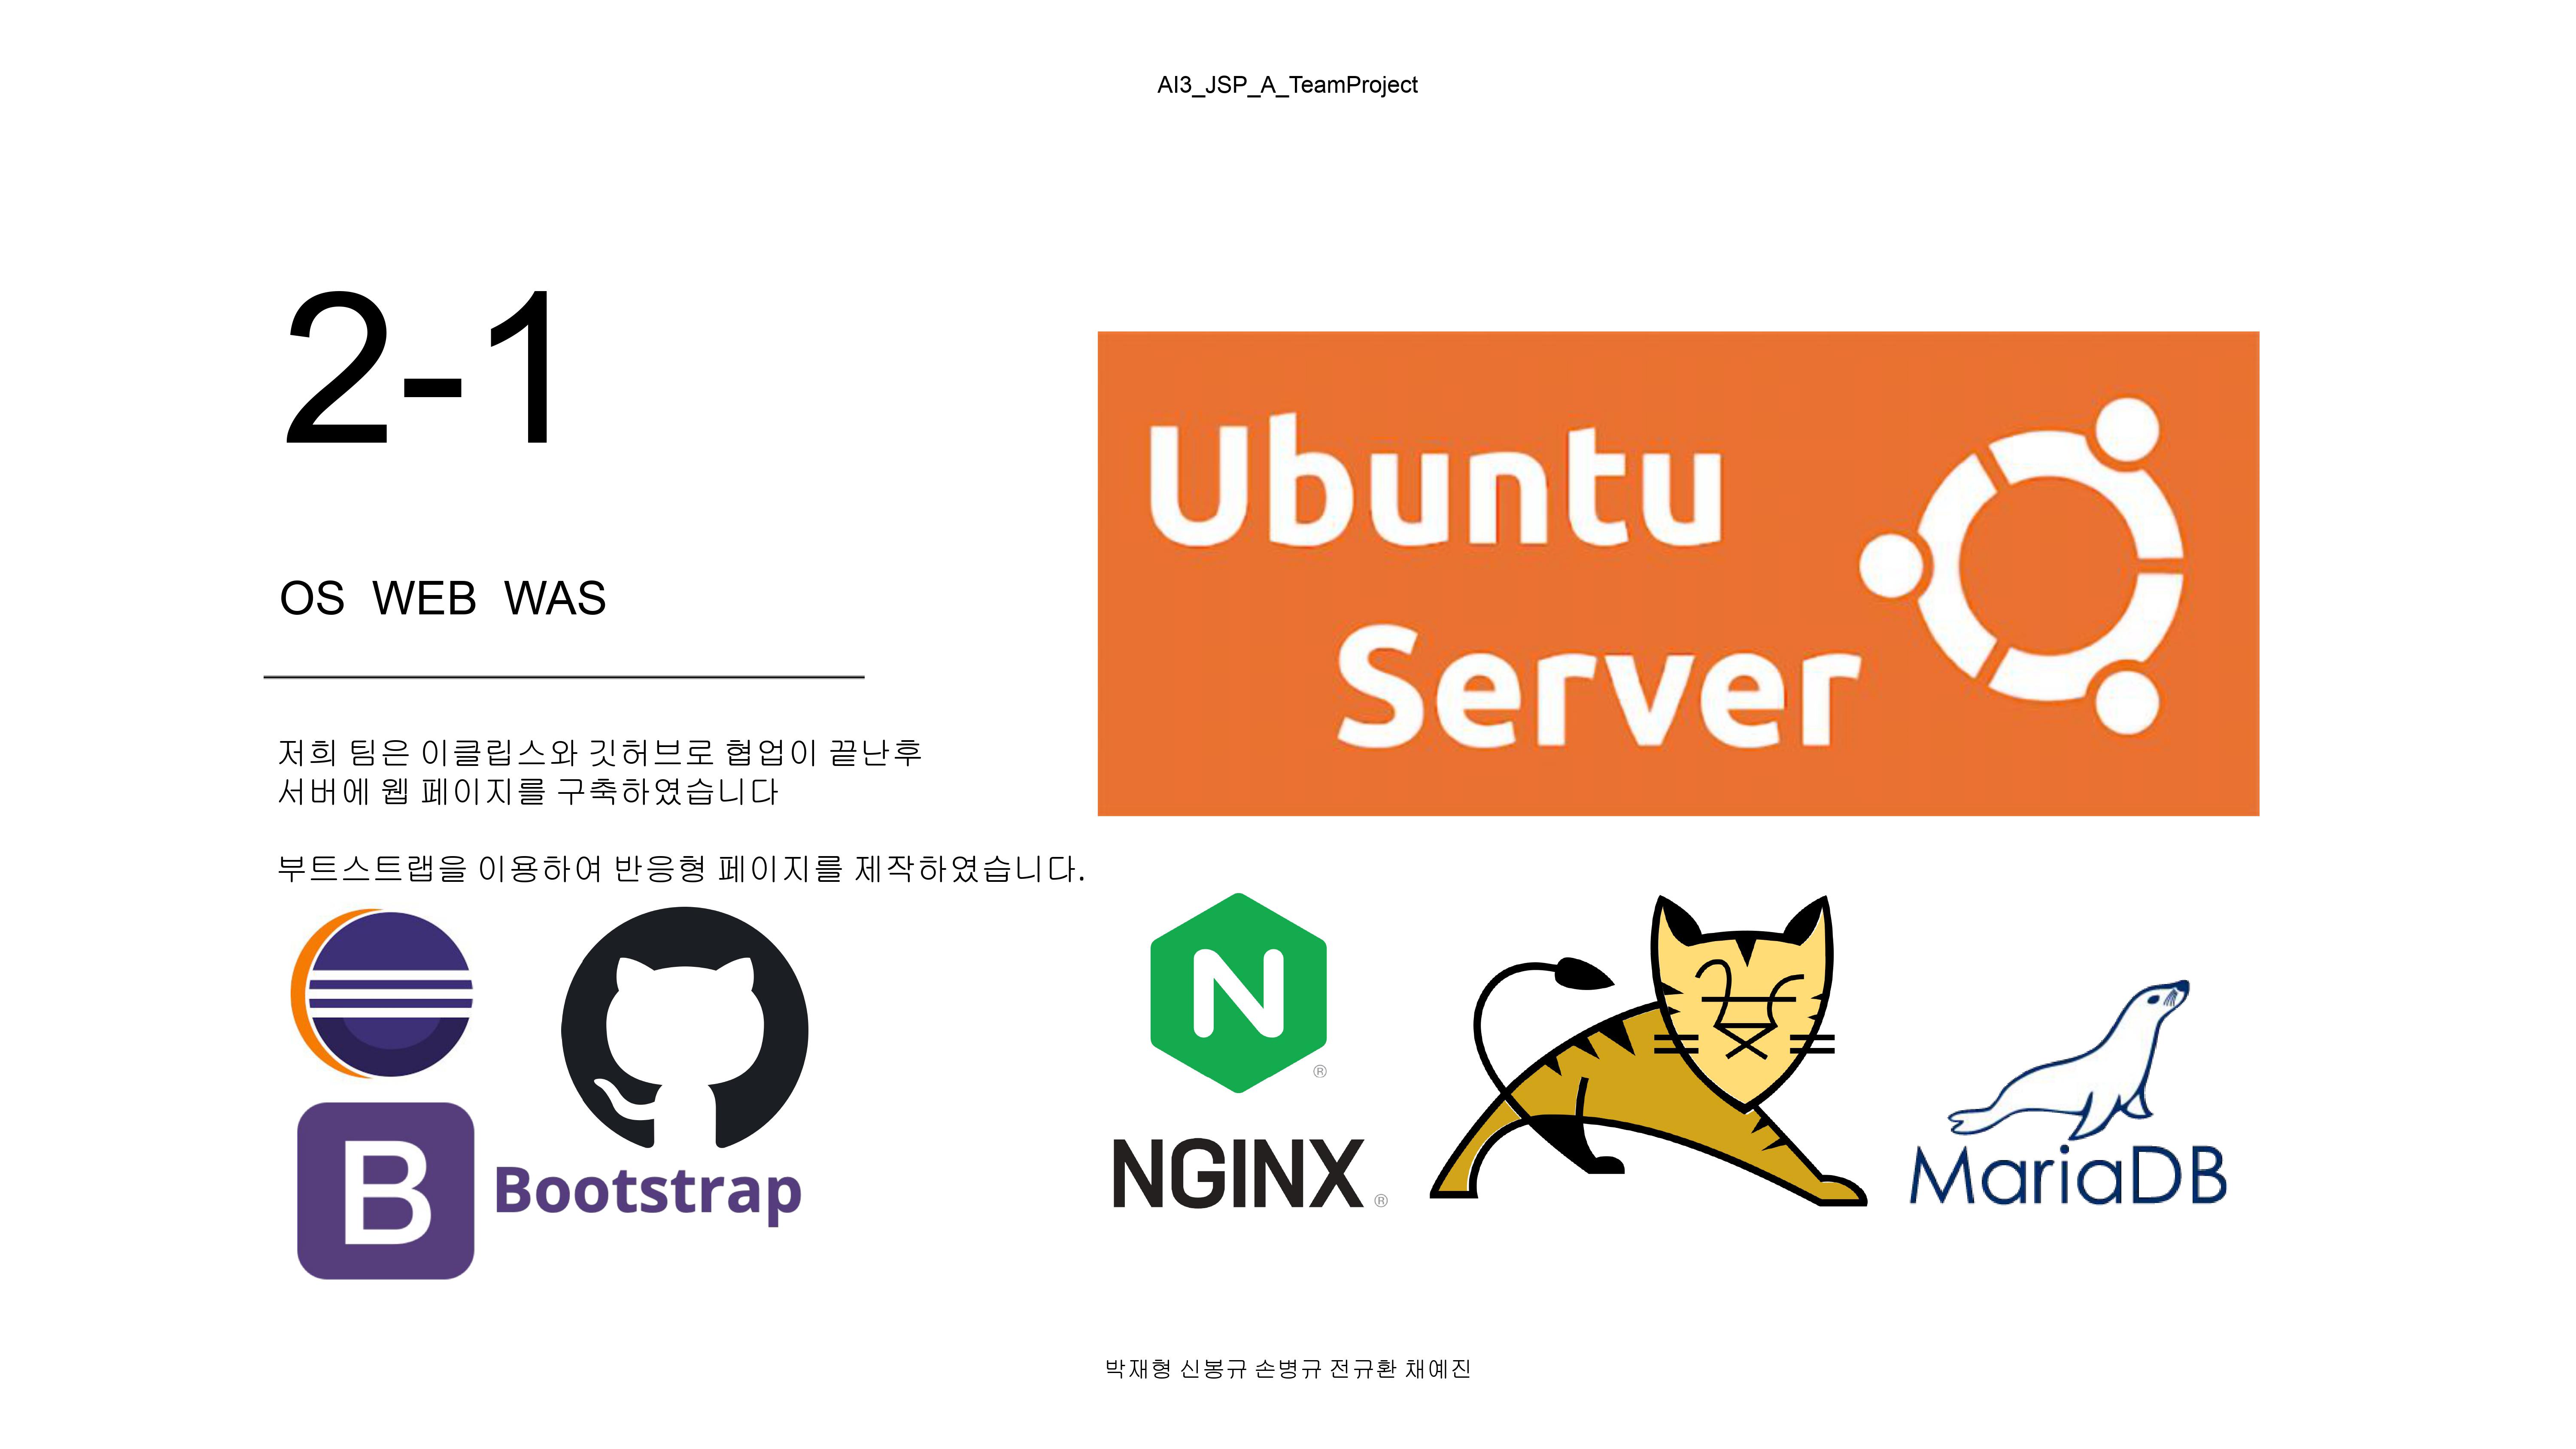 AI3_JSP_A_TeamProject
2-1
OS WEB WAS
저희 팀은 이클립스와 깃허브로 협업이 끝난후
서버에 웹 페이지를 구축하였습니다
부트스트랩을 이용하여 반응형 페이지를 제작하였습니다.
B Bootstrap
Ubuntu
Server
N
®
NGINX ®
MariaDB
박재형 신봉규 손병규 전규환 채예진